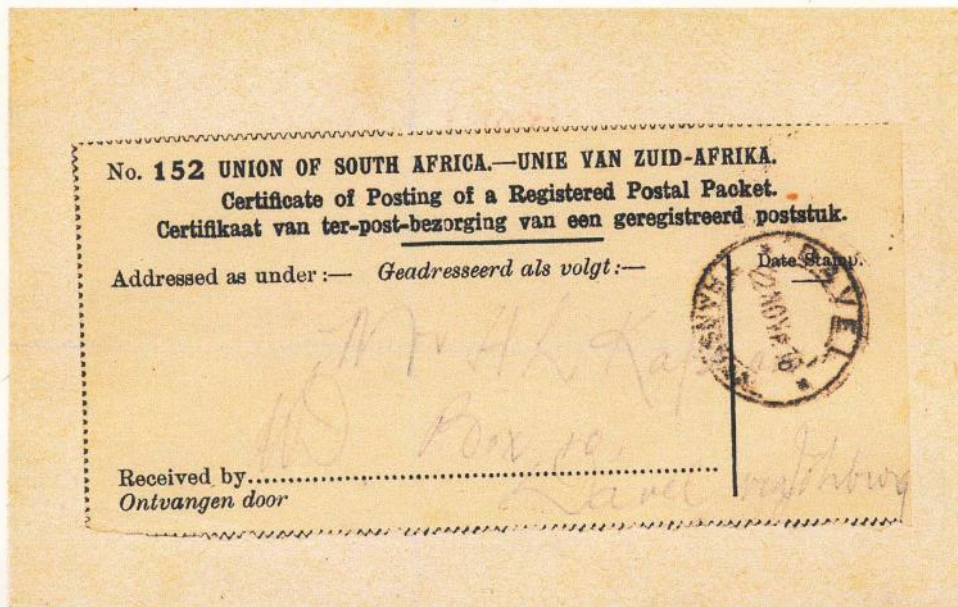 No. 152 UNION OF SOUTH AFRICA.—UNIE VAN ZUID-AFRIKA.
Certificate of Posting of a Registered Postal Packet.
Certifikaat van ter-post-bezorging van een geregistreerd poststuk.
Addressed as under:— Geadresseerd als volgt:—
Date Stamp.
DAVEL
Box
Davel
Received by
Ontvangen door